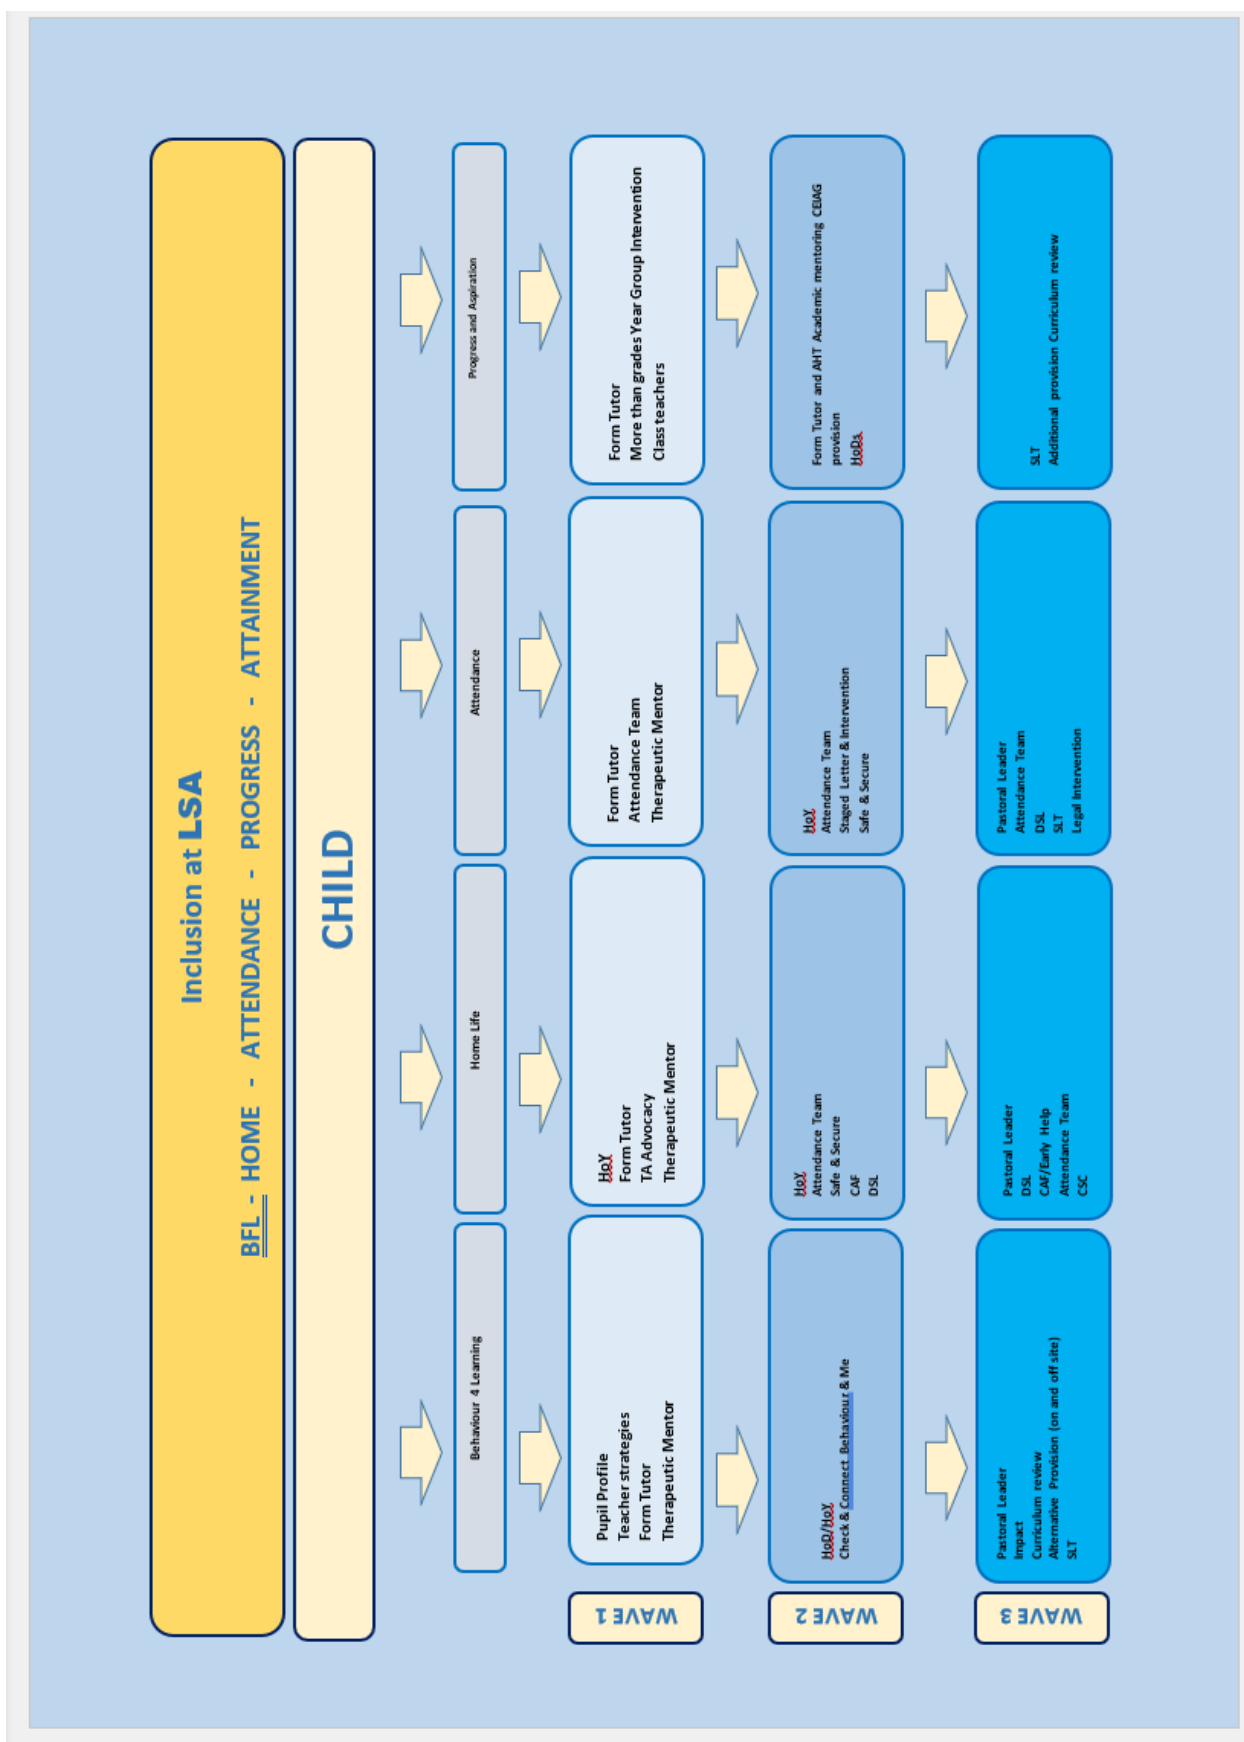 Inclusion at LSA
BFL - HOME - ATTENDANCE - PROGRESS - ATTAINMENT
CHILD
Behaviour 4 Learning
Home Life
Attendance
Progress and Aspiration
WAVE 1
Pupil Profile
Teacher strategies
Form Tutor
Therapeutic Mentor
HoY
Form Tutor
TA Advocacy
Therapeutic Mentor
Form Tutor
Attendance Team
Therapeutic Mentor
Form Tutor
More than grades Year Group Intervention
Class teachers
WAVE 2
HoD/HoY
Check & Connect Behaviour & Me
HoY
Attendance Team
Safe & Secure
CAF
DSL
HoY
Attendance Team
Staged Letter & Intervention
Safe & Secure
Form Tutor and AHT Academic mentoring CEIAG
provision
HoDs
WAVE 3
Pastoral Leader
Impact
Curriculum review
Alternative Provision (on and off site)
SLT
Pastoral Leader
DSL
CAF/Early Help
Attendance Team
CSC
Pastoral Leader
Attendance Team
DSL
SLT
Legal Intervention
SLT
Additional provision Curriculum review